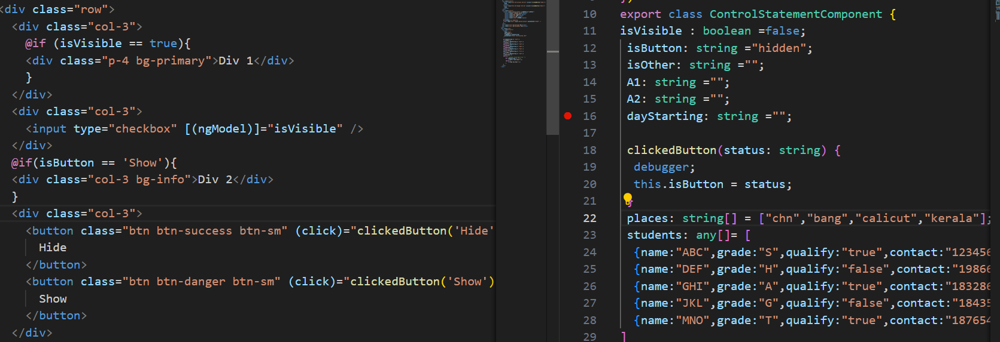 <div class="row">
<div class="col-3">
@if (isVisible == true){
<div class="p-4 bg-primary">Div 1</div>
}
</div>
<div class="col-3">
<input type="checkbox" [(ngModel)]="isVisible" />
</div>
@if(isButton == 'Show'){
<div class="col-3 bg-info">Div 2</div>
}
<div class="col-3">
<button class="btn btn-success btn-sm" (click)="clickedButton('Hide'
Hide
</button>
<button class="btn btn-danger btn-sm" (click)="clickedButton('Show')
Show
</button>
</div>
10 export class ControlStatementComponent {
11 isVisible : boolean =false;
12 isButton: string ="hidden";
13 isOther: string ="";
14 A1: string ="";
15 A2: string ="";
16 dayStarting: string ="";
17
18 clickedButton(status: string) {
19 debugger;
20 this.isButton = status;
21 }
22 places: string[] = ["chn","bang","calicut","kerala"];
23 students: any[]= [
24 {name:"ABC",grade:"S",qualify:"true",contact:"123456
25 {name:"DEF",grade:"H",qualify:"false",contact:"19866
26 {name:"GHI",grade:"A",qualify:"true",contact:"183286
27 {name:"JKL",grade:"G",qualify:"false",contact:"18435
28 {name:"MNO",grade:"T",qualify:"true",contact:"187654
29 ]